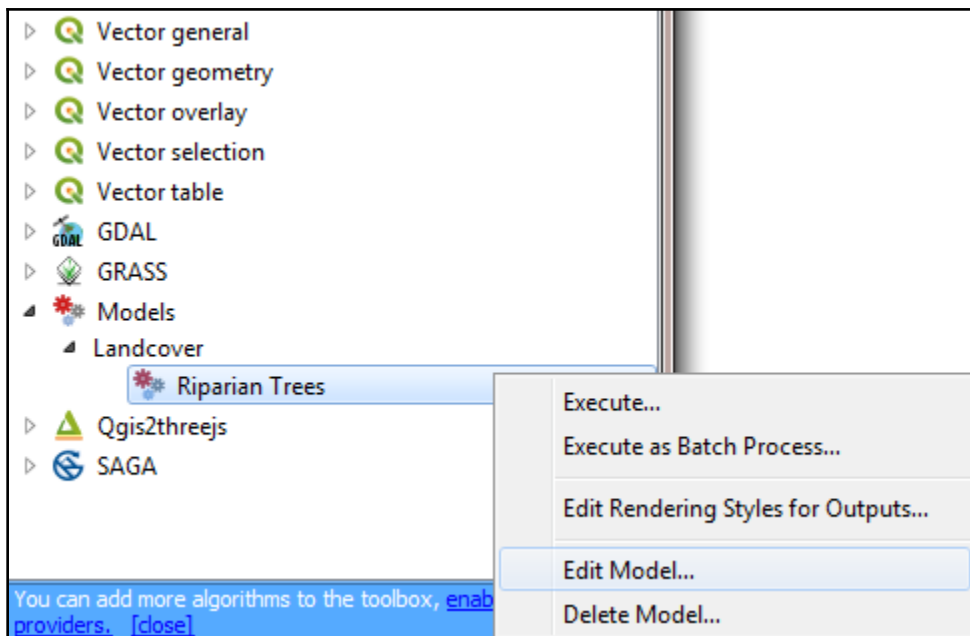 Vector general
Vector geometry
Vector overlay
Vector selection
Vector table
GDAL GDAL
GRASS
Models
Landcover
Riparian Trees
Qgis2threejs
SAGA
Execute...
Execute as Batch Process...
Edit Rendering Styles for Outputs...
Edit Model...
Delete Model...
You can add more algorithms to the toolbox, enab
providers. [close]